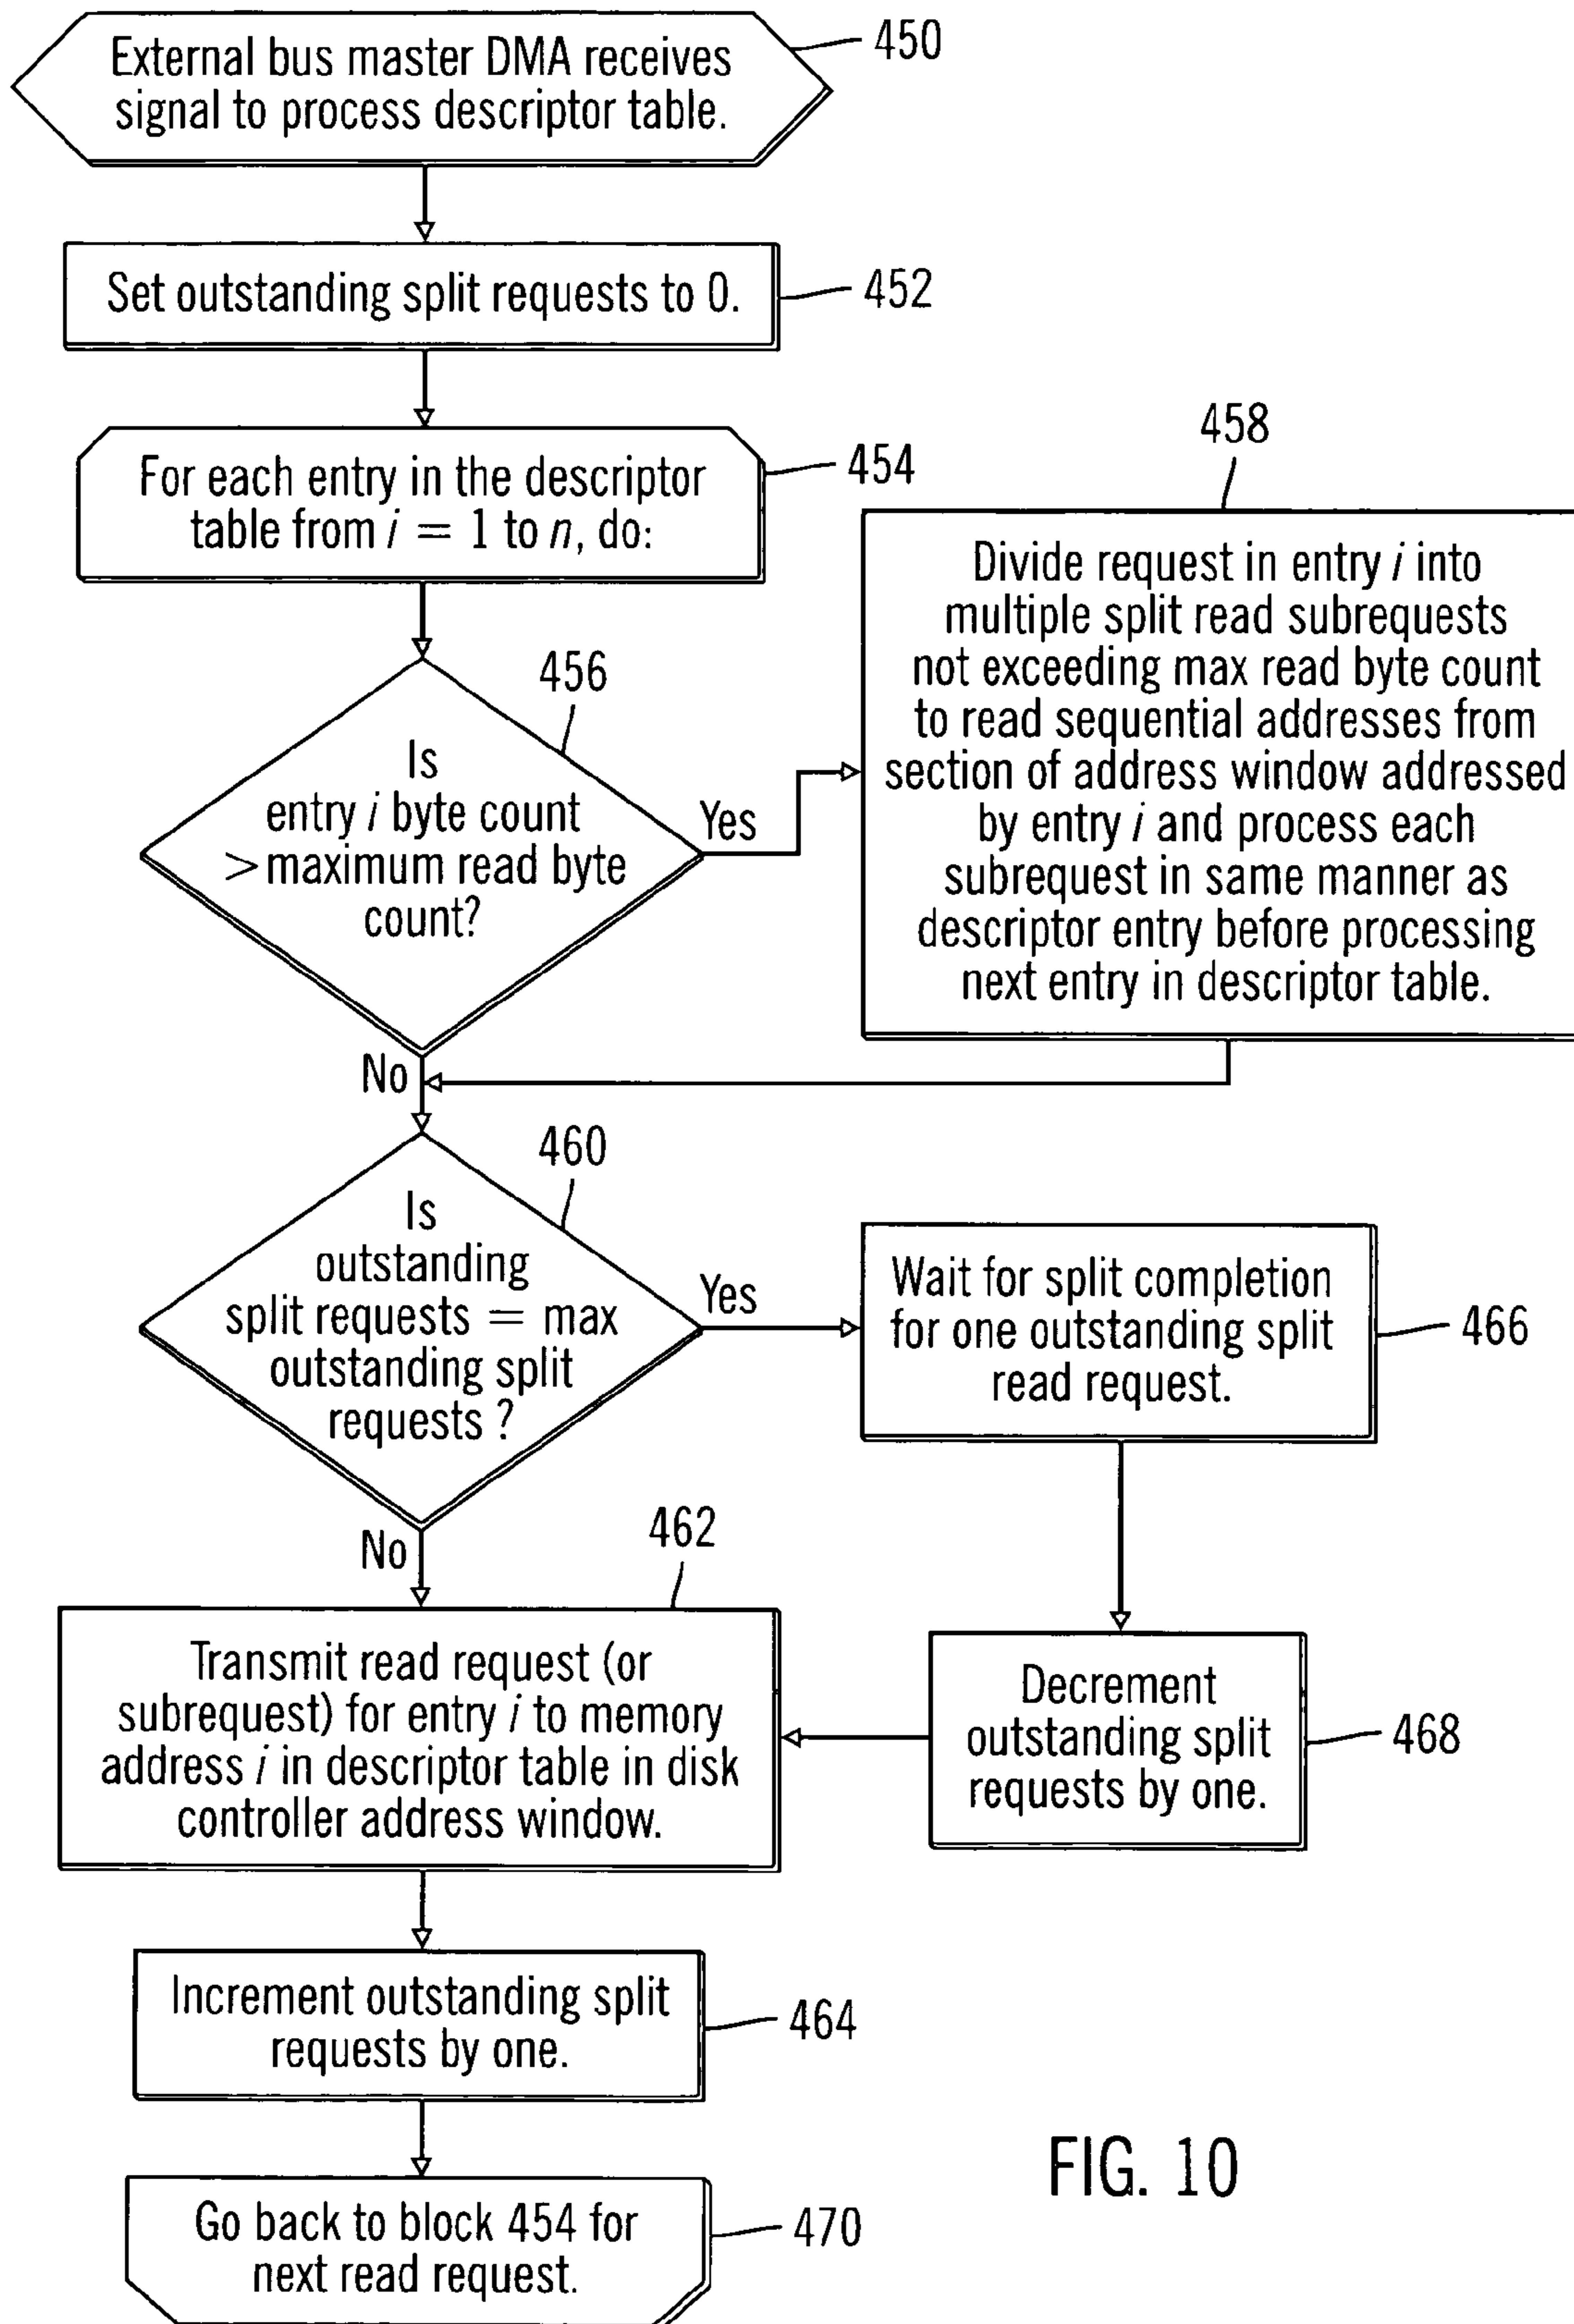 External bus master DMA receives
signal to process descriptor table.
450
Set outstanding split requests to 0.
452
For each entry in the descriptor
table from i = 1 to n, do:
454
456
Is
entry i byte count
>maximum read byte
count?
Yes
No
458
Divide request in entry i into
multiple split read subrequests
not exceeding max read byte count
to read sequential addresses from
section of address window addressed
by entry i and process each
subrequest in same manner as
descriptor entry before processing
next entry in descriptor table.
460
Is
outstanding
split requests = max
outstanding split
requests ?
Yes
No
Wait for split completion
for one outstanding split
read request.
466
462
Transmit read request (or
subrequest) for entry i to memory
address i in descriptor table in disk
controller address window.
Decrement
outstanding split
requests by one.
468
Increment outstanding split
requests by one.
464
Go back to block 454 for
next read request.
470
FIG. 10